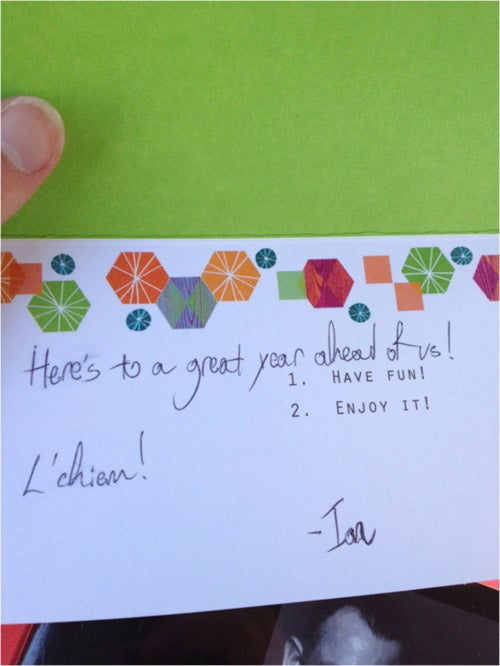 Here's to a great year ahead of us!
1. HAVE FUN!
2. ENJOY IT!
L'chiem!
-Ian